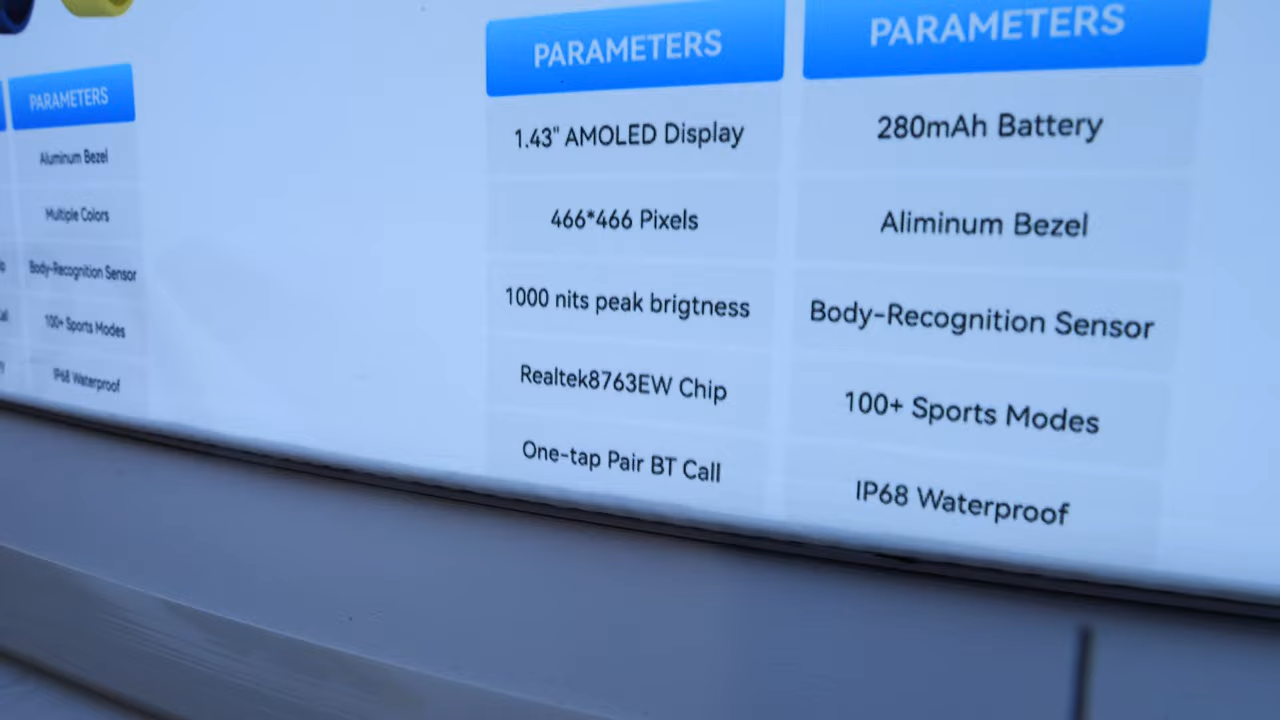 PARAMETERS
Aluminum Bezel
Multiple Colors
Body-Recognition Sensor
100+ Sports Modes
IP68 Waterproof
PARAMETERS
1.43" AMOLED Display
466*466 Pixels
1000 nits peak brigtness
Realtek8763EW Chip
One-tap Pair BT Call
PARAMETERS
280mAh Battery
Aliminum Bezel
Body-Recognition Sensor
100+ Sports Modes
IP68 Waterproof